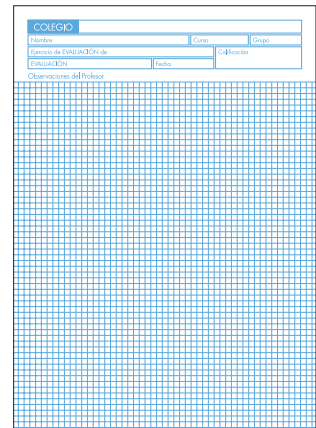 COLEGIO
Nombre Curso Grupo
Ejercicio de EVALUACIÓN de Calificación
EVALUACIÓN Fecha
Observaciones del Profesor